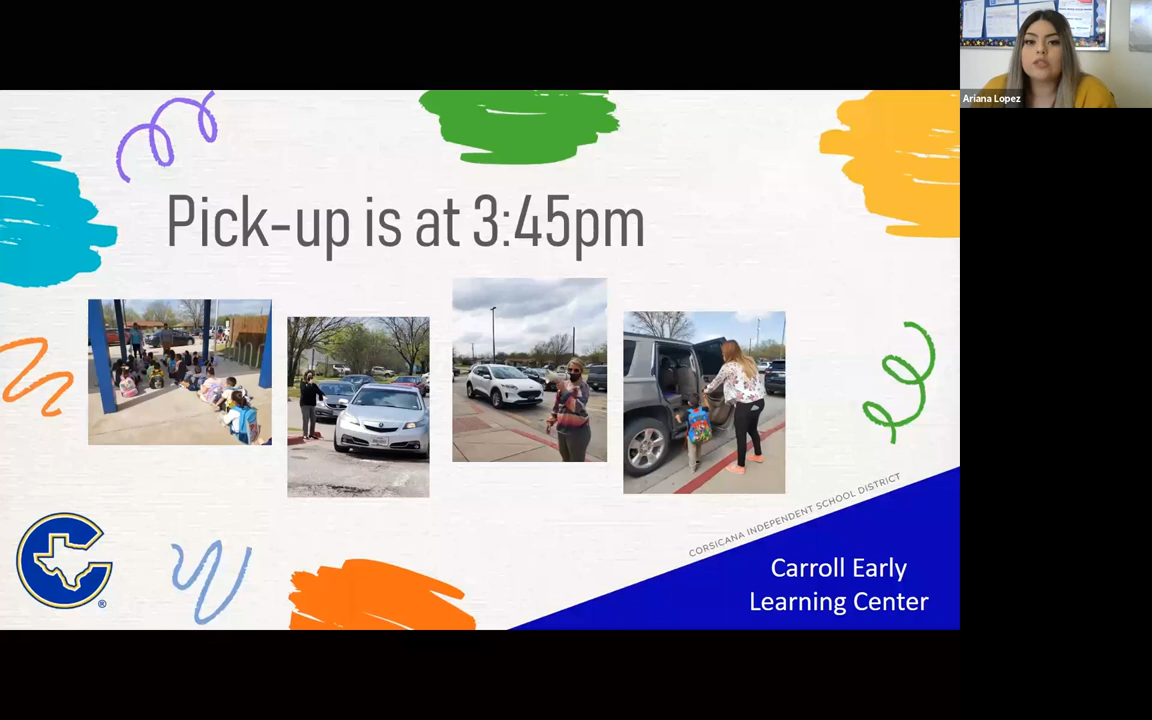 Ariana Lopez
Pick-up is at 3:45pm
CORSICANA INDEPENDENT SCHOOL DISTRICT
Carroll Early
Learning Center
®